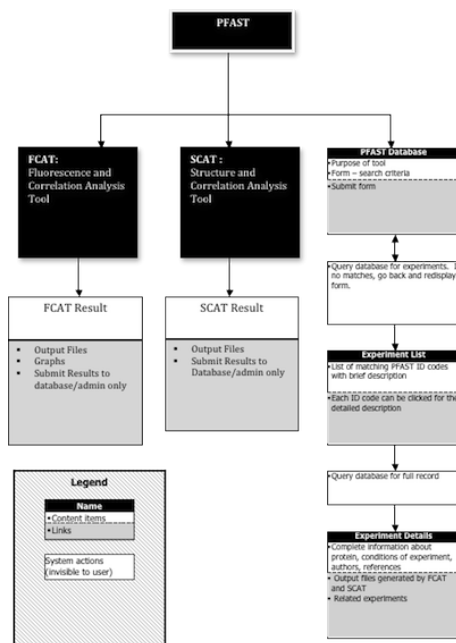 PFAST
FCAT:
Fluorescence and
Correlation Analysis
Tool
SCAT :
Structure and
Correlation Analysis
Tool
PFAST Database
•Purpose of tool
•Form – search criteria
•Submit form
•Query database for experiments. I
no matches, go back and redisplay
form.
FCAT Result
▪ Output Files
▪ Graphs
▪ Submit Results to
database/admin only
SCAT Result
▪ Output Files
▪ Submit Results to
Database/admin only
Experiment List
•List of matching PFAST ID codes
with brief description
•Each ID code can be clicked for the
detailed description
•Query database for full record
Experiment Details
•Complete information about
protein, conditions of experiment,
authors, references
• Output files generated by FCAT
and SCAT
• Related experiments
Legend
Name
•Content items
•Links
System actions
(invisible to user)